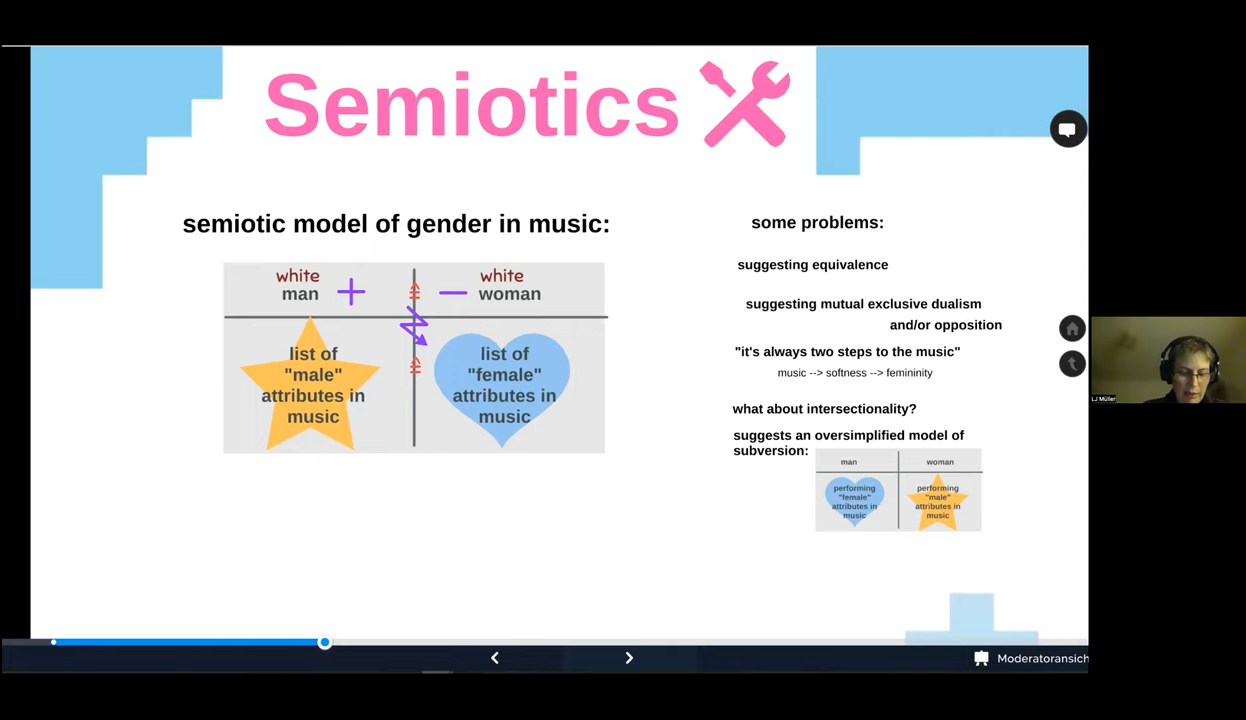 Semiotics
semiotic model of gender in music:
white
man
white
woman
list of
"male"
attributes in
music
list of
"female"
attributes in
music
some problems:
suggesting equivalence
suggesting mutual exclusive dualism
and/or opposition
"it's always two steps to the music"
music --> softness --> femininity
what about intersectionality?
suggests an oversimplified model of
subversion:
man
woman
performing
"female"
attributes in
music
performing
"male"
attributes in
music
LJ Müller
Moderatoransich